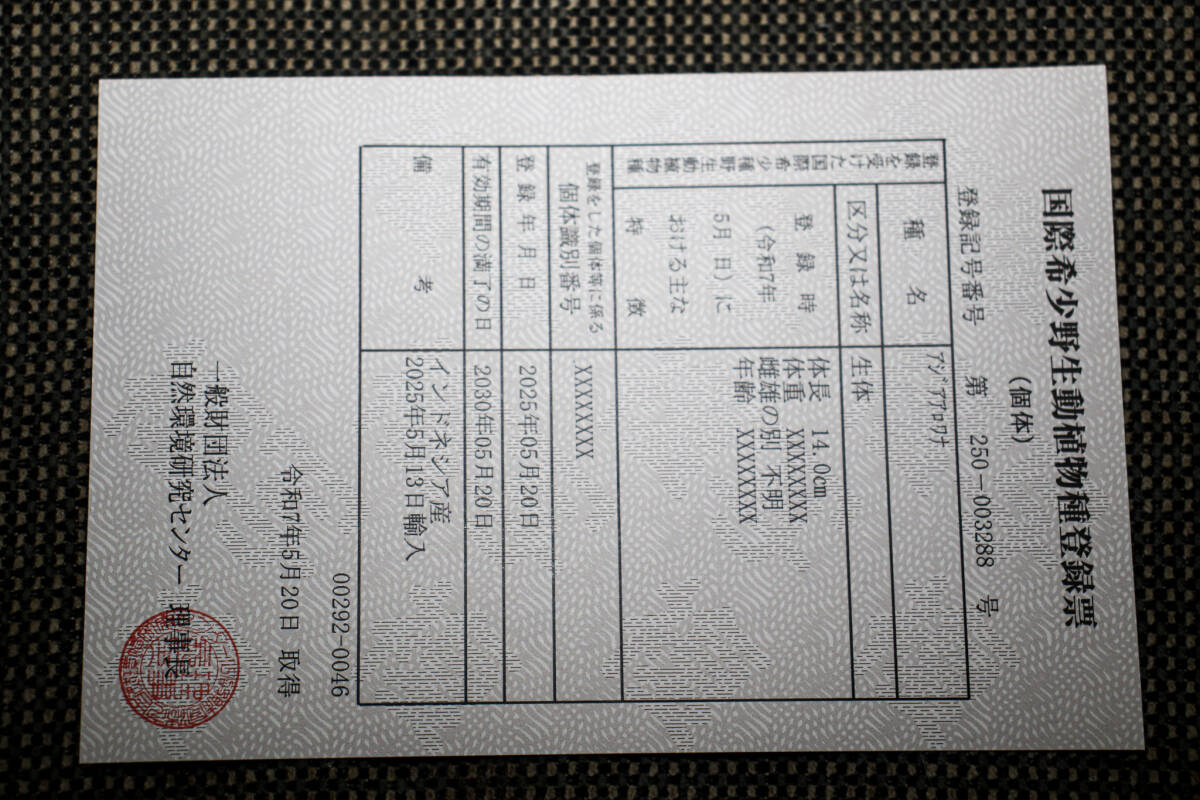 国際希少野生動植物種登録票
(個体)
登録記号番号 第 250-003288 号
登録を受けた国際希少野生動植物種
種名 アジアアロワナ
区分又は名称 生体
登録時
(令和7年
5月 日)に
おける主な
特徴
体長 14.0cm
体重 XXXXXXXX
雌雄の別 不明
年齢 XXXXXXXX
登録をした個体等に係る
個体識別番号 XXXXXXXX
登録年月日 2025年05月20日
有効期間の満了の日 2030年05月20日
備考
インドネシア産
2025年5月13日輸入
00292-0046
令和7年5月20日 取得
一般財団法人
自然環境研究センター 理事長